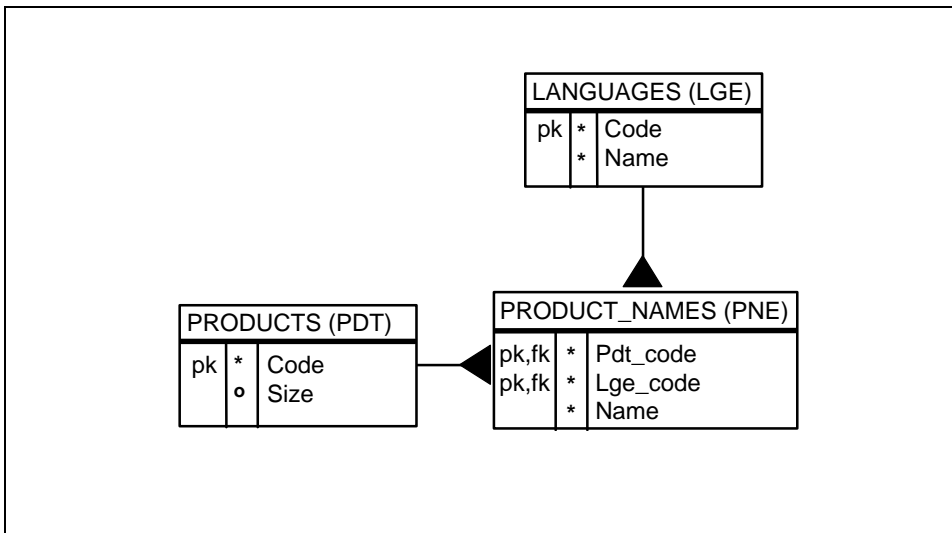 LANGUAGES (LGE)
pk * Code
* Name
PRODUCTS (PDT)
pk * Code
o Size
PRODUCT_NAMES (PNE)
pk,fk * Pdt_code
pk,fk * Lge_code
* Name